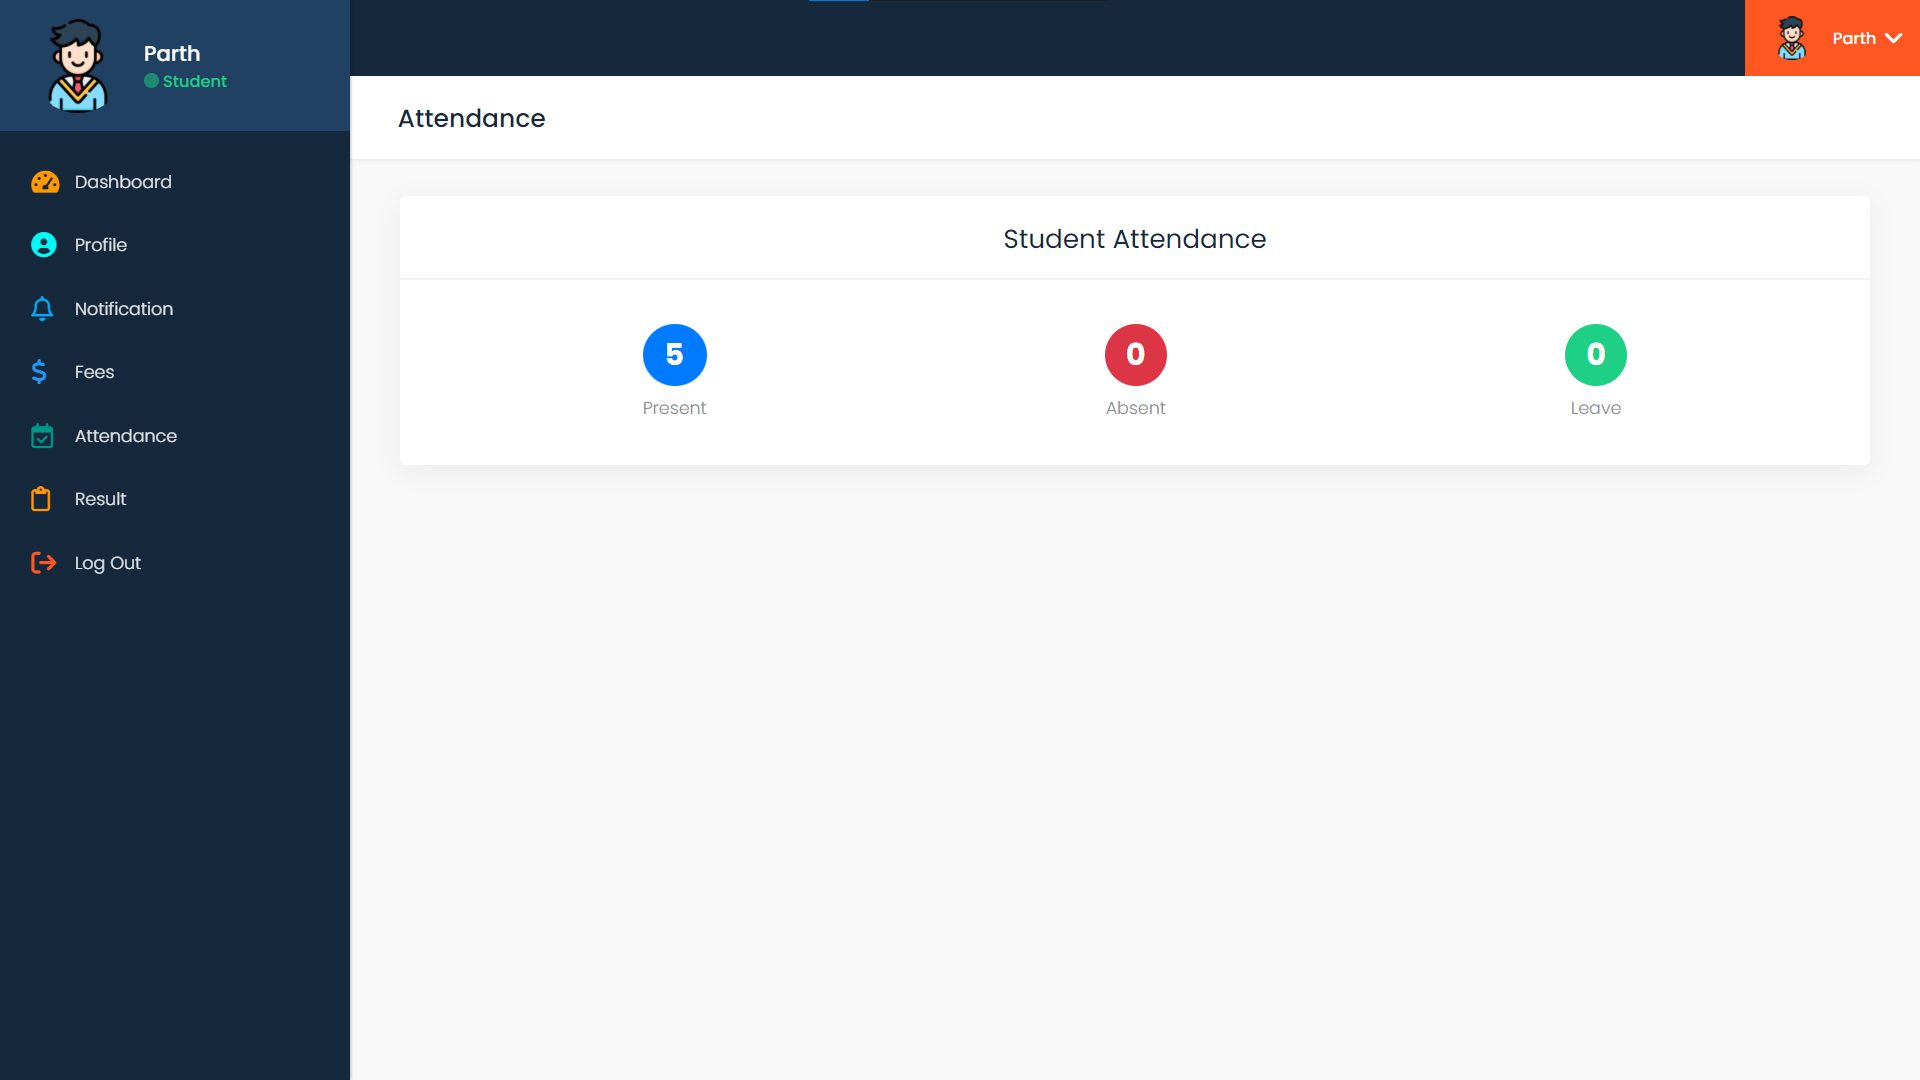 Parth
Student
Dashboard
Profile
Notification
Fees
Attendance
Result
Log Out
Parth
Attendance
Student Attendance
5
Present
0
Absent
0
Leave